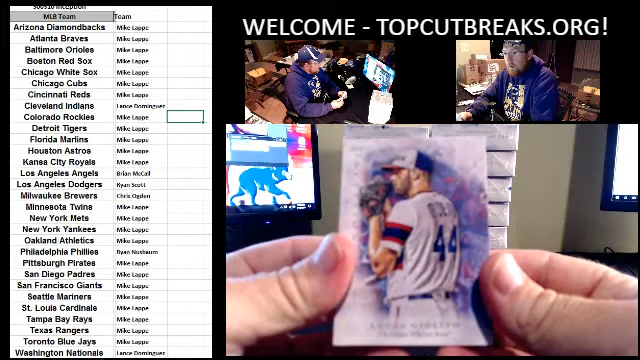 WELCOME - TOPCUTBREAKS.ORG!
MLB Team Team
Arizona Diamondbacks Mike Lappe
Atlanta Braves Mike Lappe
Baltimore Orioles Mike Lappe
Boston Red Sox Mike Lappe
Chicago White Sox Mike Lappe
Chicago Cubs Mike Lappe
Cincinnati Reds Mike Lappe
Cleveland Indians Lance Dominguez
Colorado Rockies Mike Lappe
Detroit Tigers Mike Lappe
Florida Marlins Mike Lappe
Houston Astros Mike Lappe
Kanea City Royals Mike Lappe
Los Angeles Angels Brian McCall
Los Angeles Dodgers Ryan Scott
Milwaukee Brewers Chris Ogden
Minnesota Twins Mike Lappe
New York Mets Mike Lappe
New York Yankees Mike Lappe
Oakland Athletics Mike Lappe
Philadelphia Phillies Ryan Nusbaum
Pittsburgh Pirates Mike Lappe
San Diego Padres Mike Lappe
San Francisco Giants Mike Lappe
Seattle Mariners Mike Lappe
St. Louis Cardinals Mike Lappe
Tampa Bay Rays Mike Lappe
Texas Rangers Mike Lappe
Toronto Blue Jays Mike Lappe
Washington Nationals Lance Dominguez
44
LUCAS GIOLITO